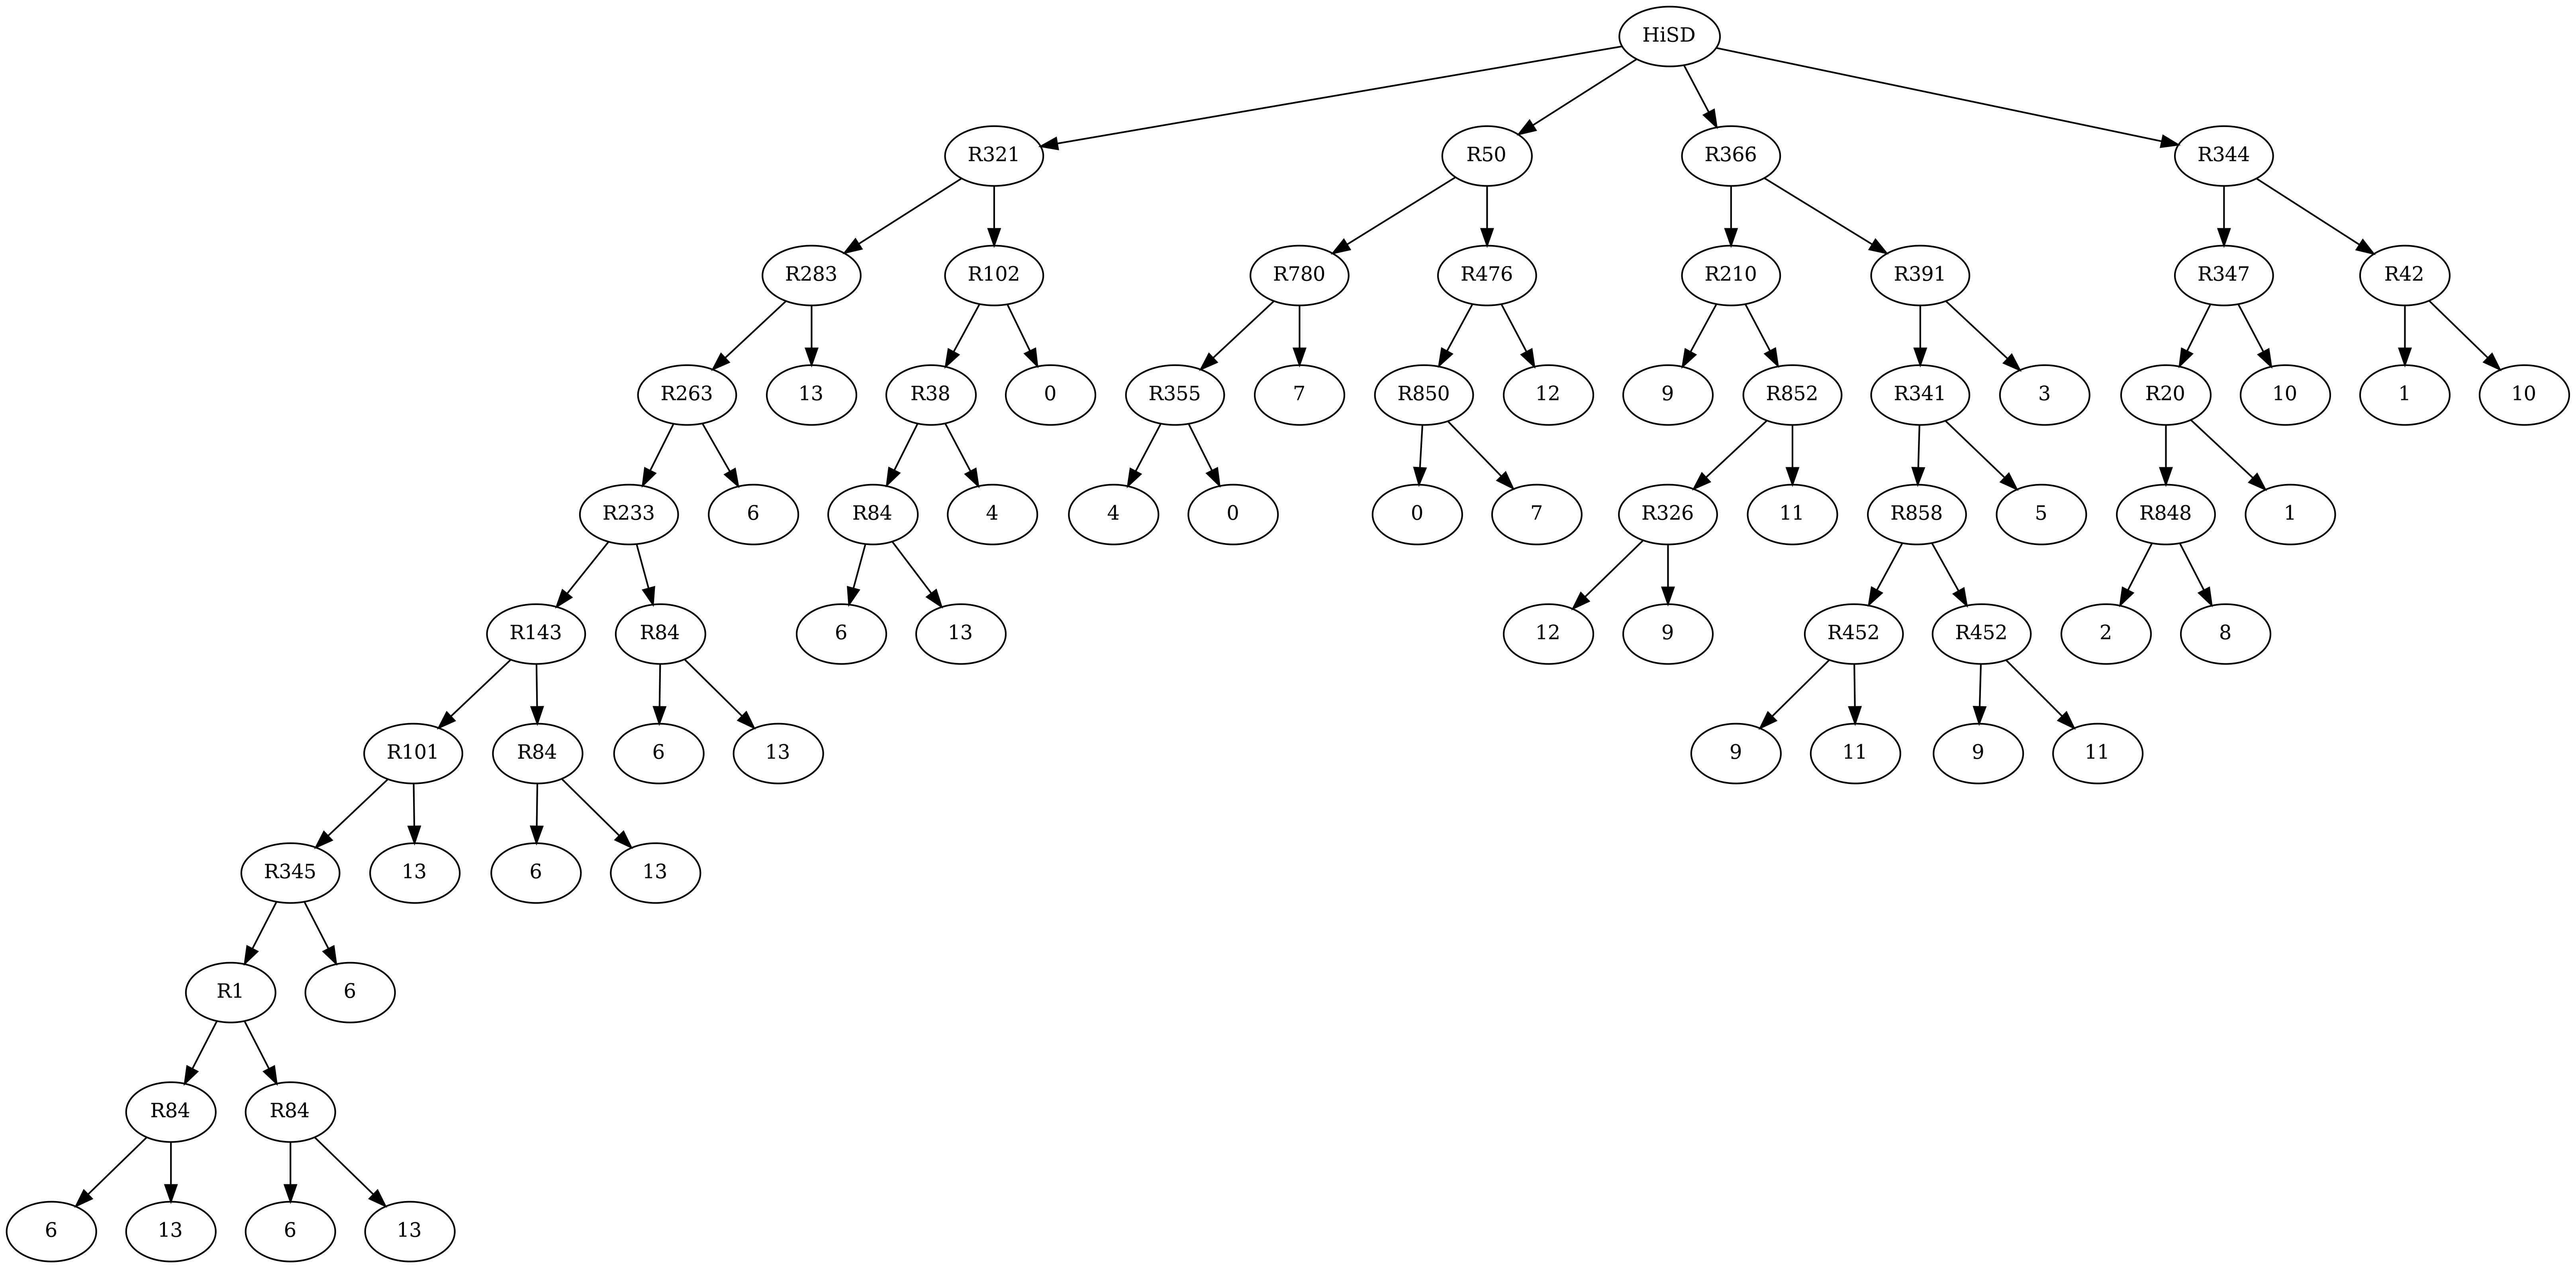 HiSD
R321 R50 R366 R344
R283 R102 R780 R476 R210 R391 R347 R42
R263 13 R38 0 R355 7 R850 12 9 R852 R341 3 R20 10 1 10
R233 6 R84 4 4 0 0 7 R326 11 R858 5 R848 1
R143 R84 6 13 12 9 R452 R452 2 8
R101 R84 6 13 9 11 9 11
R345 13 6 13
R1 6
R84 R84
6 13 6 13